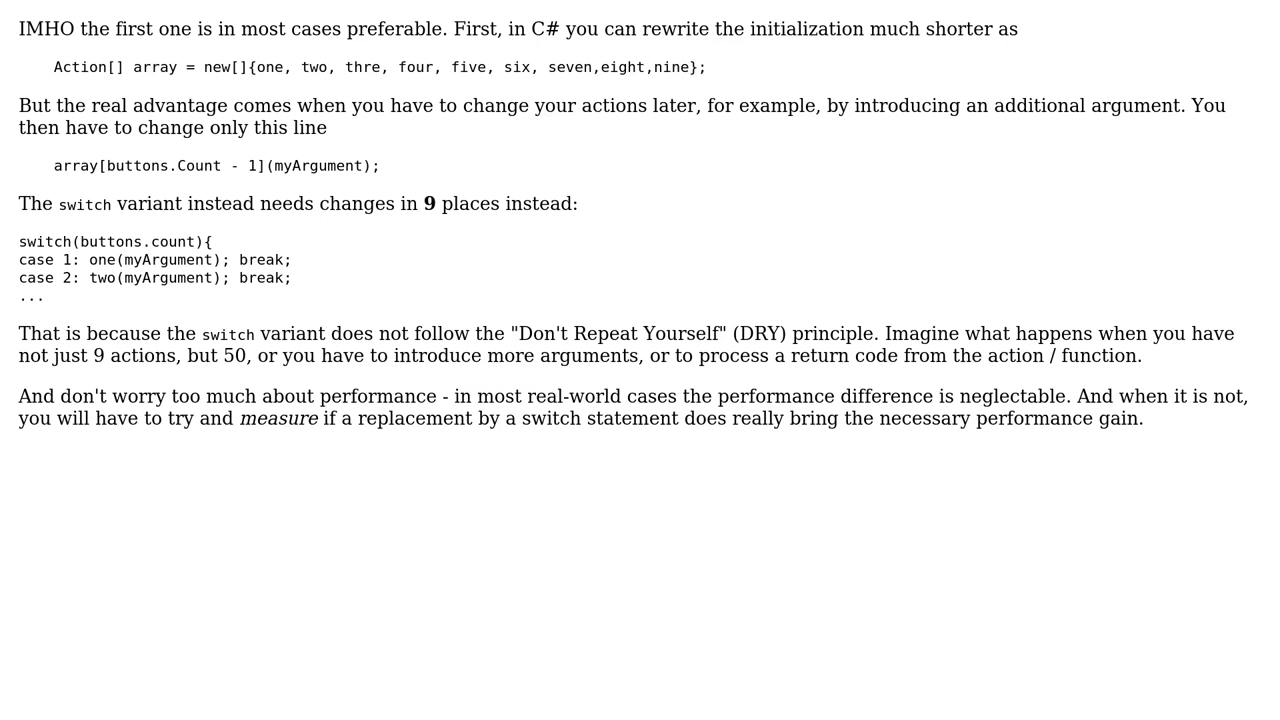 IMHO the first one is in most cases preferable. First, in C# you can rewrite the initialization much shorter as
Action[] array = new[]{one, two, thre, four, five, six, seven,eight,nine};
But the real advantage comes when you have to change your actions later, for example, by introducing an additional argument. You
then have to change only this line
array[buttons.Count - 1](myArgument);
The switch variant instead needs changes in 9 places instead:
switch(buttons.count){
case 1: one(myArgument); break;
case 2: two(myArgument); break;
...
That is because the switch variant does not follow the "Don't Repeat Yourself" (DRY) principle. Imagine what happens when you have
not just 9 actions, but 50, or you have to introduce more arguments, or to process a return code from the action / function.
And don't worry too much about performance - in most real-world cases the performance difference is neglectable. And when it is not,
you will have to try and measure if a replacement by a switch statement does really bring the necessary performance gain.